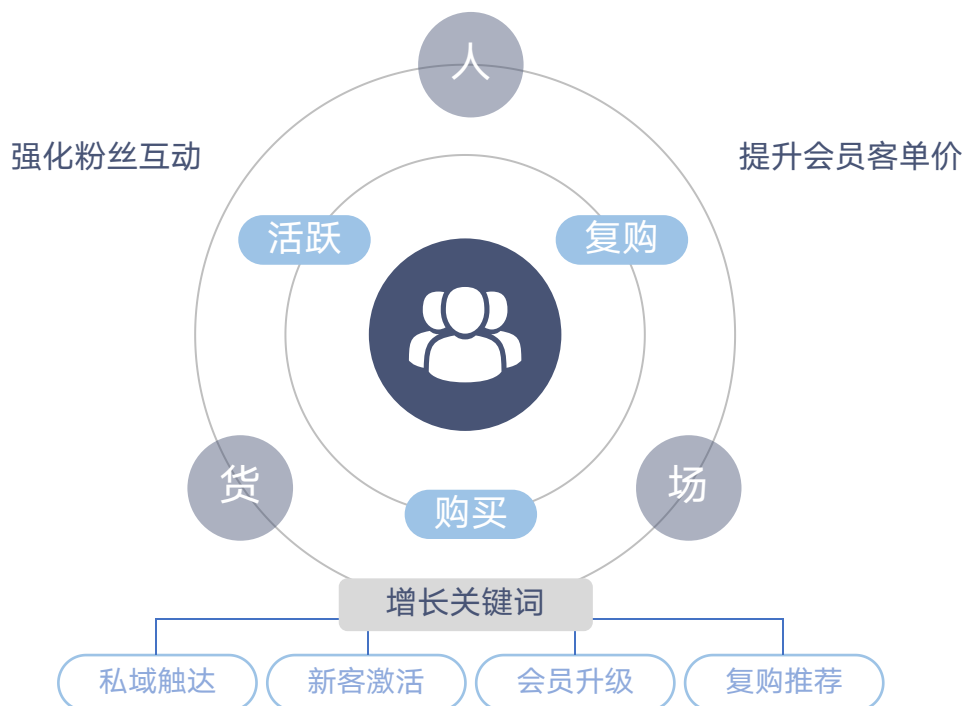 人
强化粉丝互动
提升会员客单价
活跃
复购
货
场
购买
增长关键词
私域触达
新客激活
会员升级
复购推荐